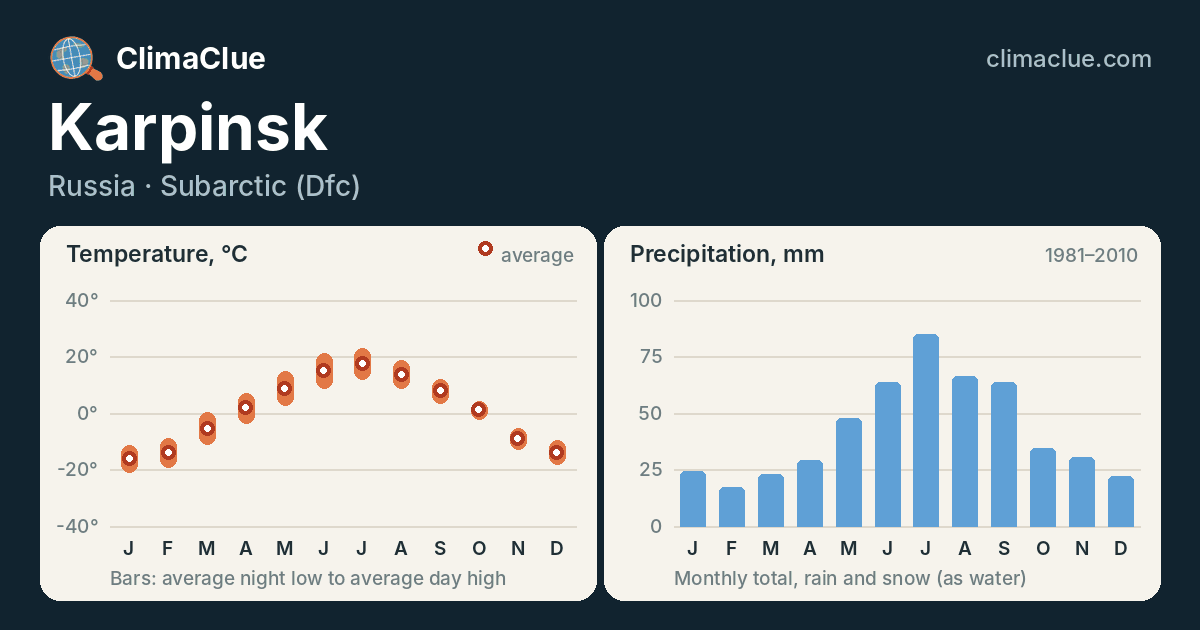 ClimaClue
climaclue.com
Karpinsk
Russia · Subarctic (Dfc)
Temperature, °C
average
40°
20°
0°
-20°
-40°
J F M A M J J A S O N D
Bars: average night low to average day high
Precipitation, mm
1981–2010
100
75
50
25
0
J F M A M J J A S O N D
Monthly total, rain and snow (as water)